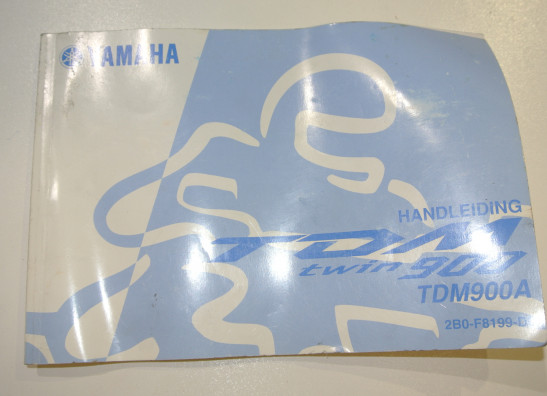 YAMAHA
HANDLEIDING
TDM
twin 900
TDM900A
2B0-F8199-D